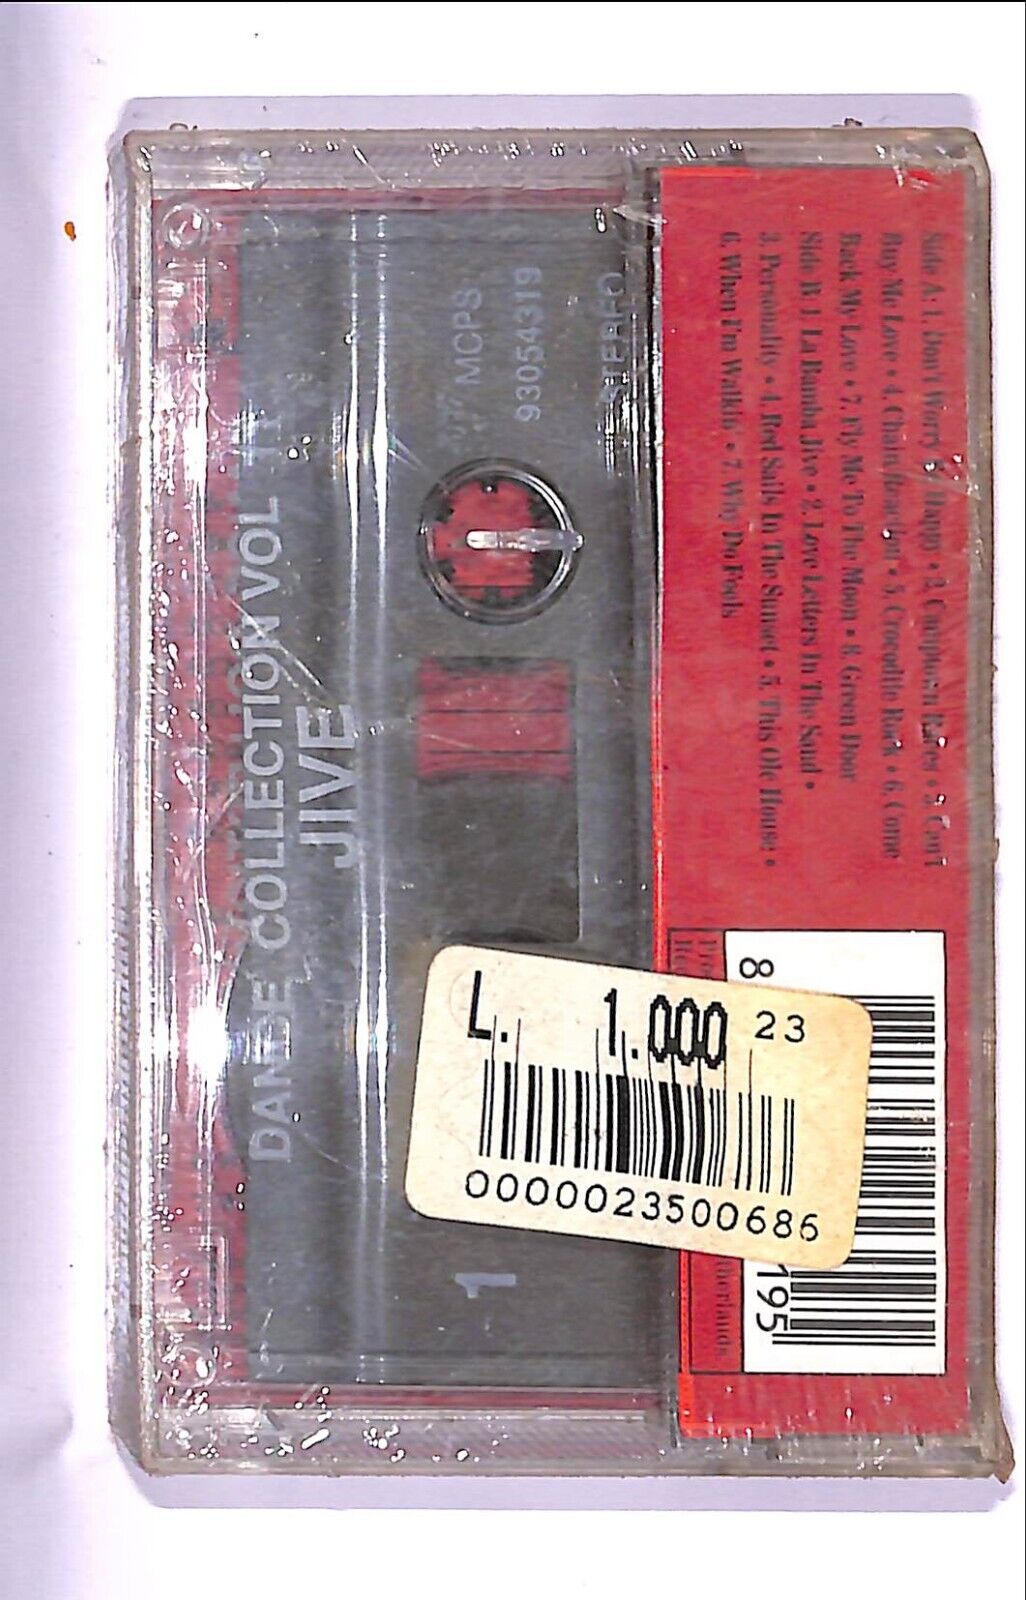 Side A: 1. Don't Worry Be Happy • 2. Comptown Races • 3. Can't
Buy Me Love • 4. Chain Reaction • 5. Crocodile Rock • 6. Come
Back My Love • 7. Fly Me To The Moon • 8. Green Door
Side B 1. La Bamba Jive • 2. Love Letters In The Sand •
3. Personality • 4. Red Sails In The Sunset • 5. This Ole House •
6. When I'm Walkin • 7. Why Do Fools
8
195
herlands
STEREO
MCPS
93054319
DANCE COLLECTION VOL
JIVE
1
L. 1.000 23
0000023500686